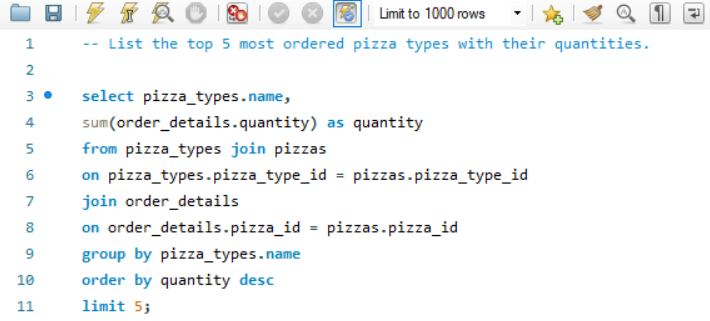 Limit to 1000 rows
1 -- List the top 5 most ordered pizza types with their quantities.
2
3 select pizza_types.name,
4 sum(order_details.quantity) as quantity
5 from pizza_types join pizzas
6 on pizza_types.pizza_type_id = pizzas.pizza_type_id
7 join order_details
8 on order_details.pizza_id = pizzas.pizza_id
9 group by pizza_types.name
10 order by quantity desc
11 limit 5;